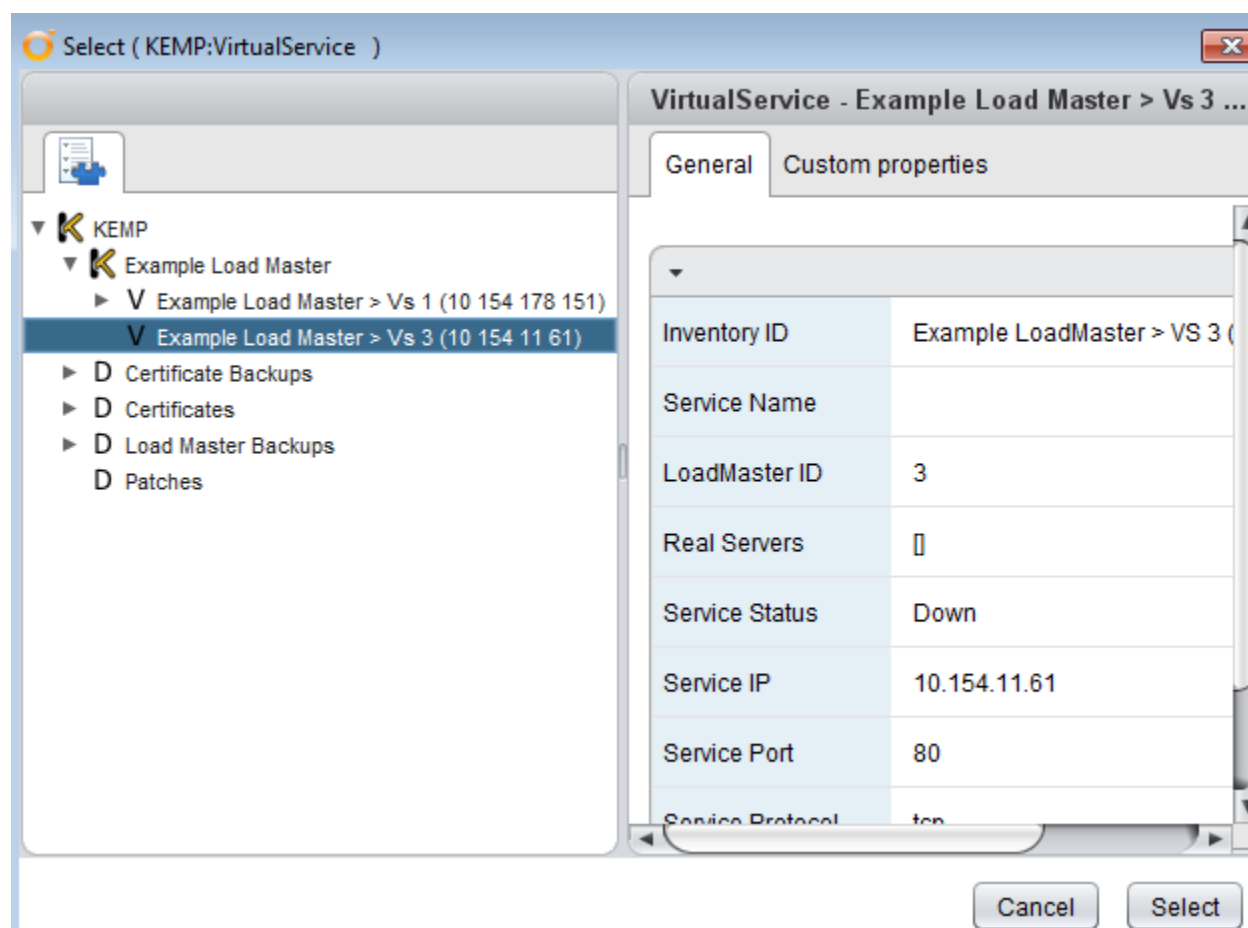 Select ( KEMP:VirtualService )
VirtualService - Example Load Master > Vs 3 ...
General
Custom properties
KEMP
Example Load Master
V Example Load Master > Vs 1 (10 154 178 151)
V Example Load Master > Vs 3 (10 154 11 61)
D Certificate Backups
D Certificates
D Load Master Backups
D Patches
Inventory ID Example LoadMaster > VS 3 (
Service Name
LoadMaster ID 3
Real Servers []
Service Status Down
Service IP 10.154.11.61
Service Port 80
Service Protocol tcp
Cancel
Select